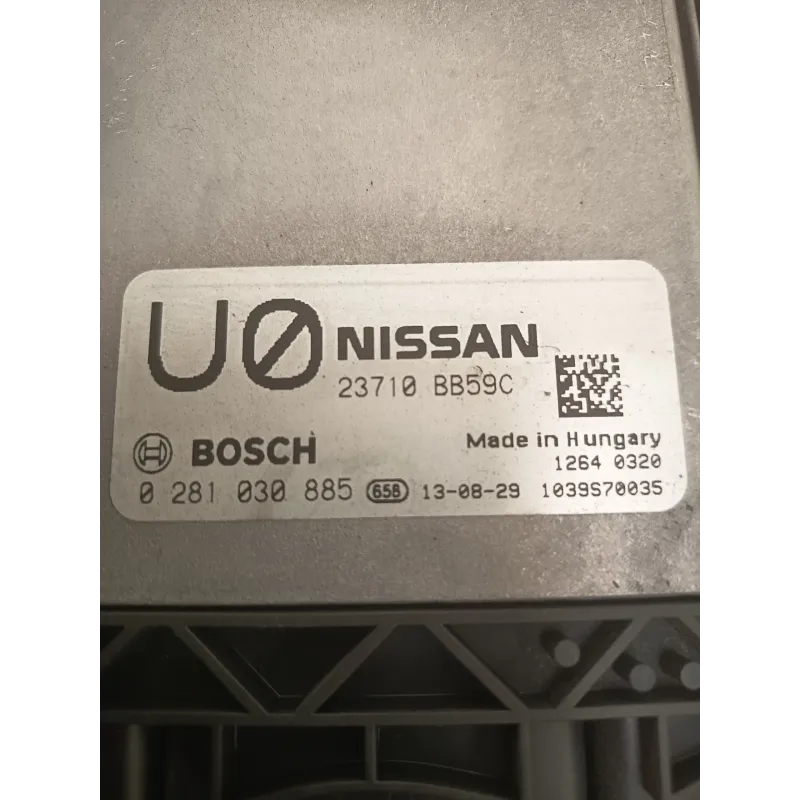 U0 NISSAN
23710 BB59C
BOSCH
Made in Hungary
1264 0320
0 281 030 885 658 13-08-29 1039S70035